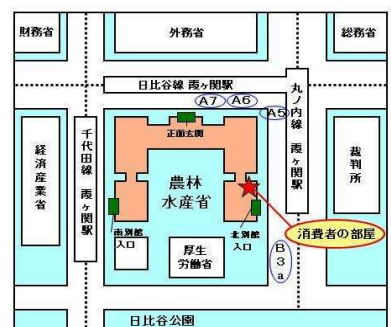 財務省
外務省
総務省
日比谷線 霞ヶ関駅
A7
A6
A5
正面玄関
丸ノ内線 霞ヶ関駅
千代田線 霞ヶ関駅
経済産業省
裁判所
農林
水産省
南別館
入口
北別館
入口
厚生
労働省
消費者の部屋
B3a
日比谷公園